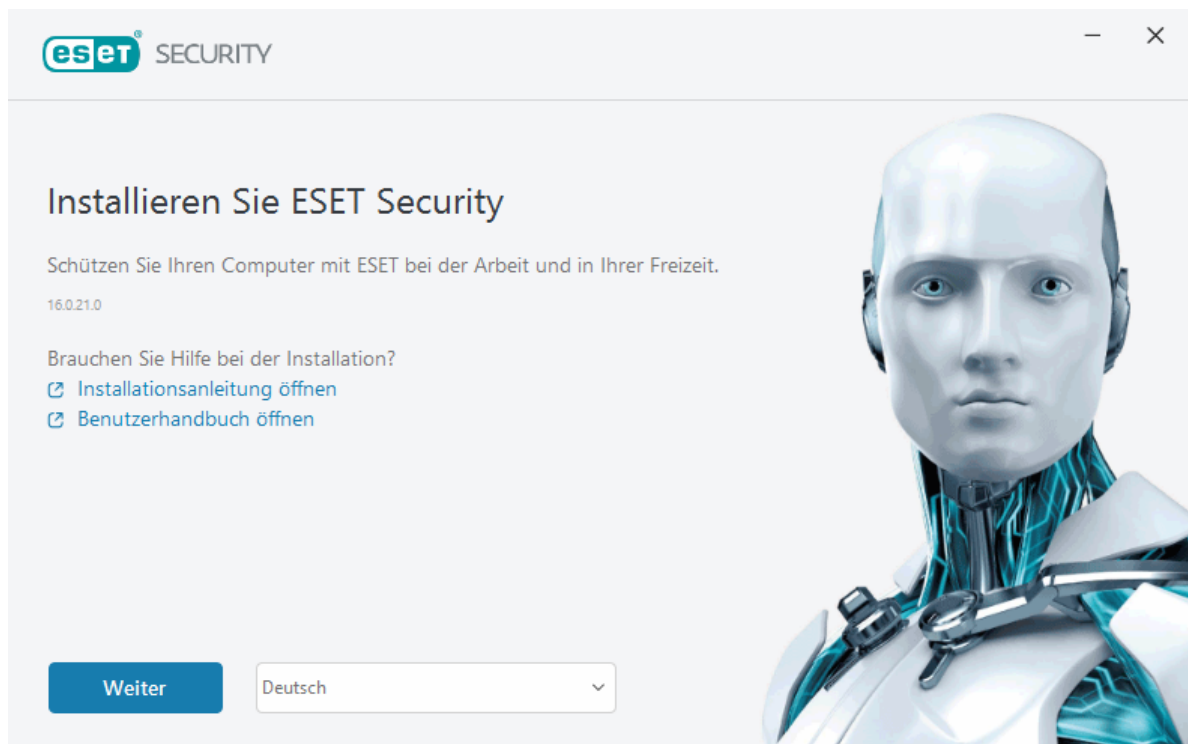 eset® SECURITY
Installieren Sie ESET Security
Schützen Sie Ihren Computer mit ESET bei der Arbeit und in Ihrer Freizeit.
16.0.21.0
Brauchen Sie Hilfe bei der Installation?
Installationsanleitung öffnen
Benutzerhandbuch öffnen
Weiter
Deutsch